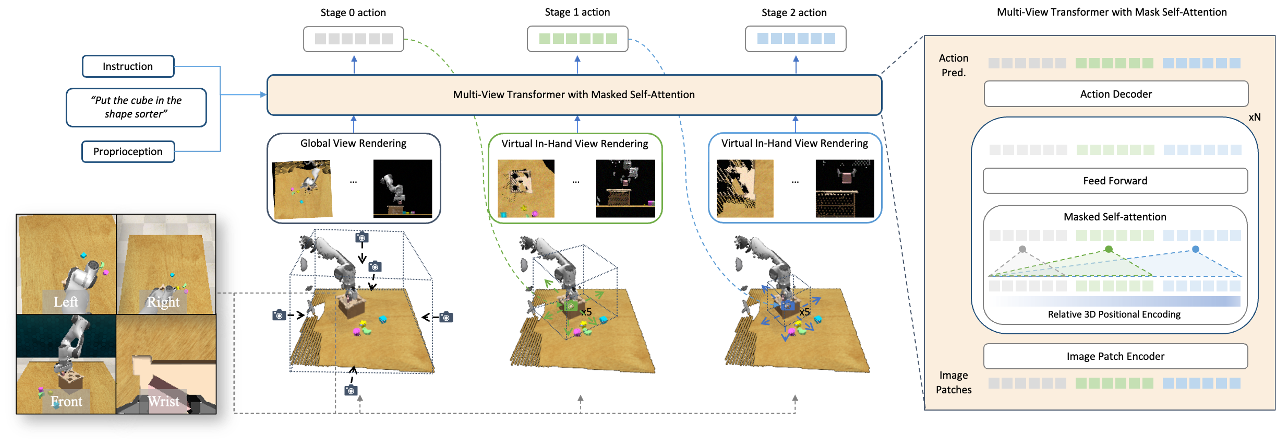 Stage 0 action
Stage 1 action
Stage 2 action
Multi-View Transformer with Mask Self-Attention
Instruction
“Put the cube in the
shape sorter”
Proprioception
Multi-View Transformer with Masked Self-Attention
Global View Rendering
...
Virtual In-Hand View Rendering
...
Virtual In-Hand View Rendering
...
Left
Right
Front
Wrist
x5
x5
Action
Pred.
Action Decoder
xN
Feed Forward
Masked Self-attention
Relative 3D Positional Encoding
Image Patch Encoder
Image
Patches